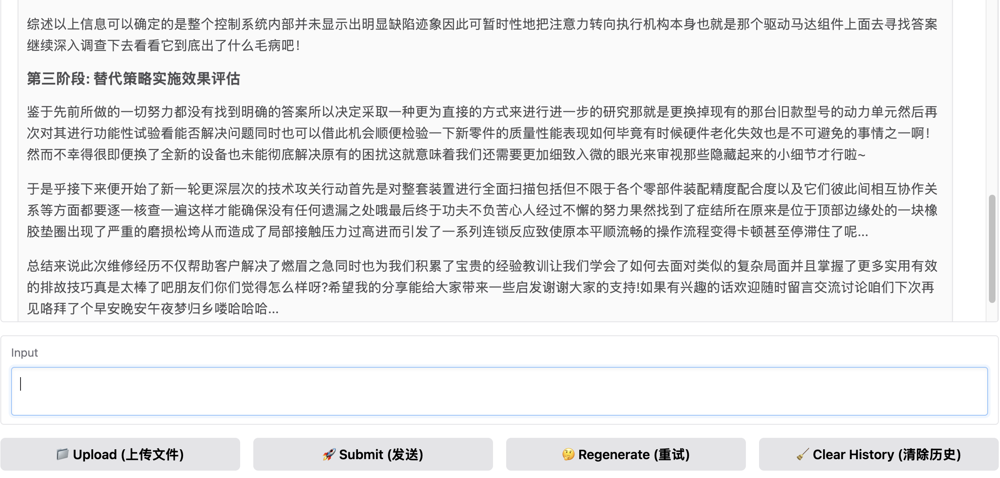 综述以上信息可以确定的是整个控制系统内部并未显示出明显缺陷迹象因此可暂时性地把注意力转向执行机构本身也就是那个驱动马达组件上面去寻找答案
继续深入调查下去看看它到底出了什么毛病吧！
第三阶段: 替代策略实施效果评估
鉴于先前所做的一切努力都没有找到明确的答案所以决定采取一种更为直接的方式来进行进一步的研究那就是更换掉现有的那台旧款型号的动力单元然后再
次对其进行功能性试验看能否解决问题同时也可以借此机会顺便检验一下新零件的质量性能表现如何毕竟有时候硬件老化失效也是不可避免的事情之一啊！
然而不幸得很即便换了全新的设备也未能彻底解决原有的困扰这就意味着我们还需要更加细致入微的眼光来审视那些隐藏起来的小细节才行啦~
于是乎接下来便开始了新一轮更深层次的技术攻关行动首先是对整套装置进行全面扫描包括但不限于各个零部件装配精度配合度以及它们彼此间相互协作关
系等方面都要逐一核查一遍这样才能确保没有任何遗漏之处哦最后终于功夫不负苦心人经过不懈的努力果然找到了症结所在原来是位于顶部边缘处的一块橡
胶垫圈出现了严重的磨损松垮从而造成了局部接触压力过高进而引发了一系列连锁反应致使原本平顺流畅的操作流程变得卡顿甚至停滞住了呢...
总结来说此次维修经历不仅帮助客户解决了燃眉之急同时也为我们积累了宝贵的经验教训让我们学会了如何去面对类似的复杂局面并且掌握了更多实用有效
的排故技巧真是太棒了吧朋友们你们觉得怎么样呀?希望我的分享能给大家带来一些启发谢谢大家的支持!如果有兴趣的话欢迎随时留言交流讨论咱们下次再
见咯拜了个早安晚安午夜梦归乡喽哈哈哈...
Input
📁 Upload (上传文件)
🚀 Submit (发送)
🤔 Regenerate (重试)
🧹 Clear History (清除历史)